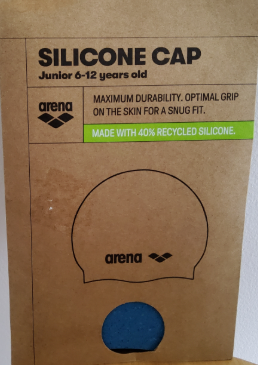 SILICONE CAP
Junior 6-12 years old
arena
MAXIMUM DURABILITY. OPTIMAL GRIP
ON THE SKIN FOR A SNUG FIT.
MADE WITH 40% RECYCLED SILICONE.
arena